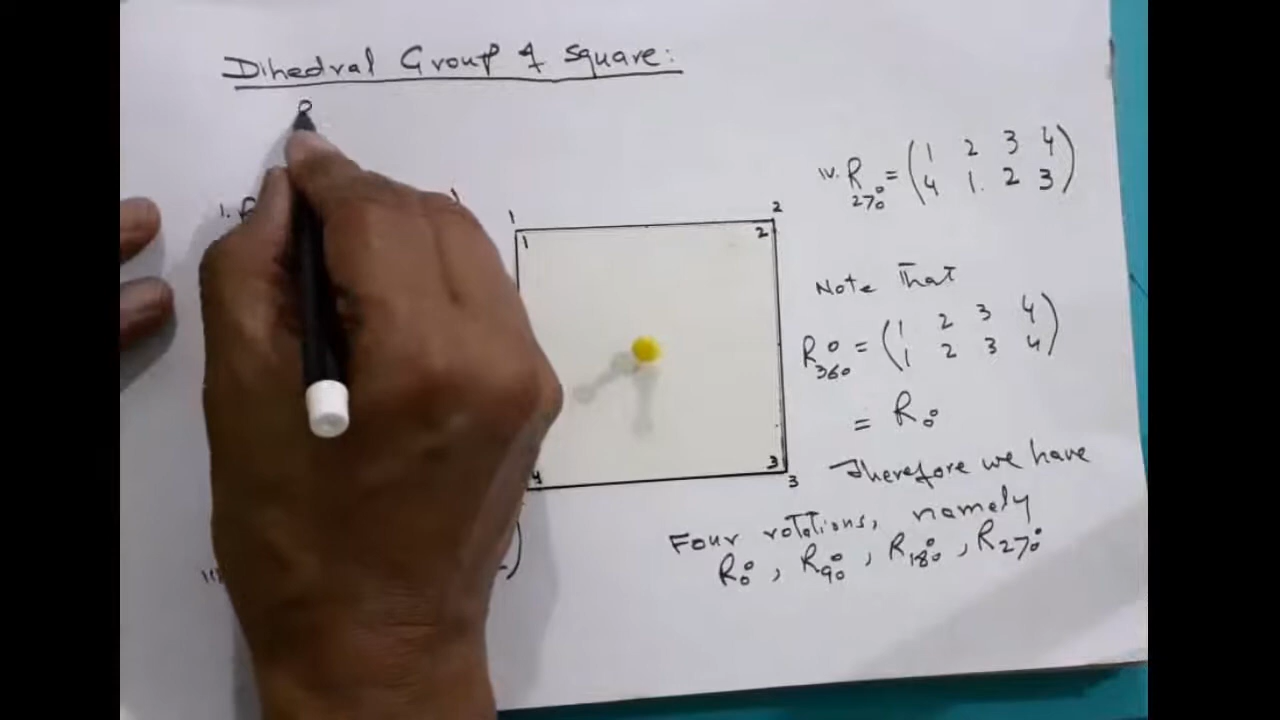 Dihedral Group of square:
i. R
1 2
1 2
4 3
3
iii
iv. R270° = (1 2 3 4
4 1. 2 3)
Note That
R360° = (1 2 3 4
1 2 3 4)
= R0°
Therefore we have
Four rotations, namely
R0°, R90°, R180°, R270°